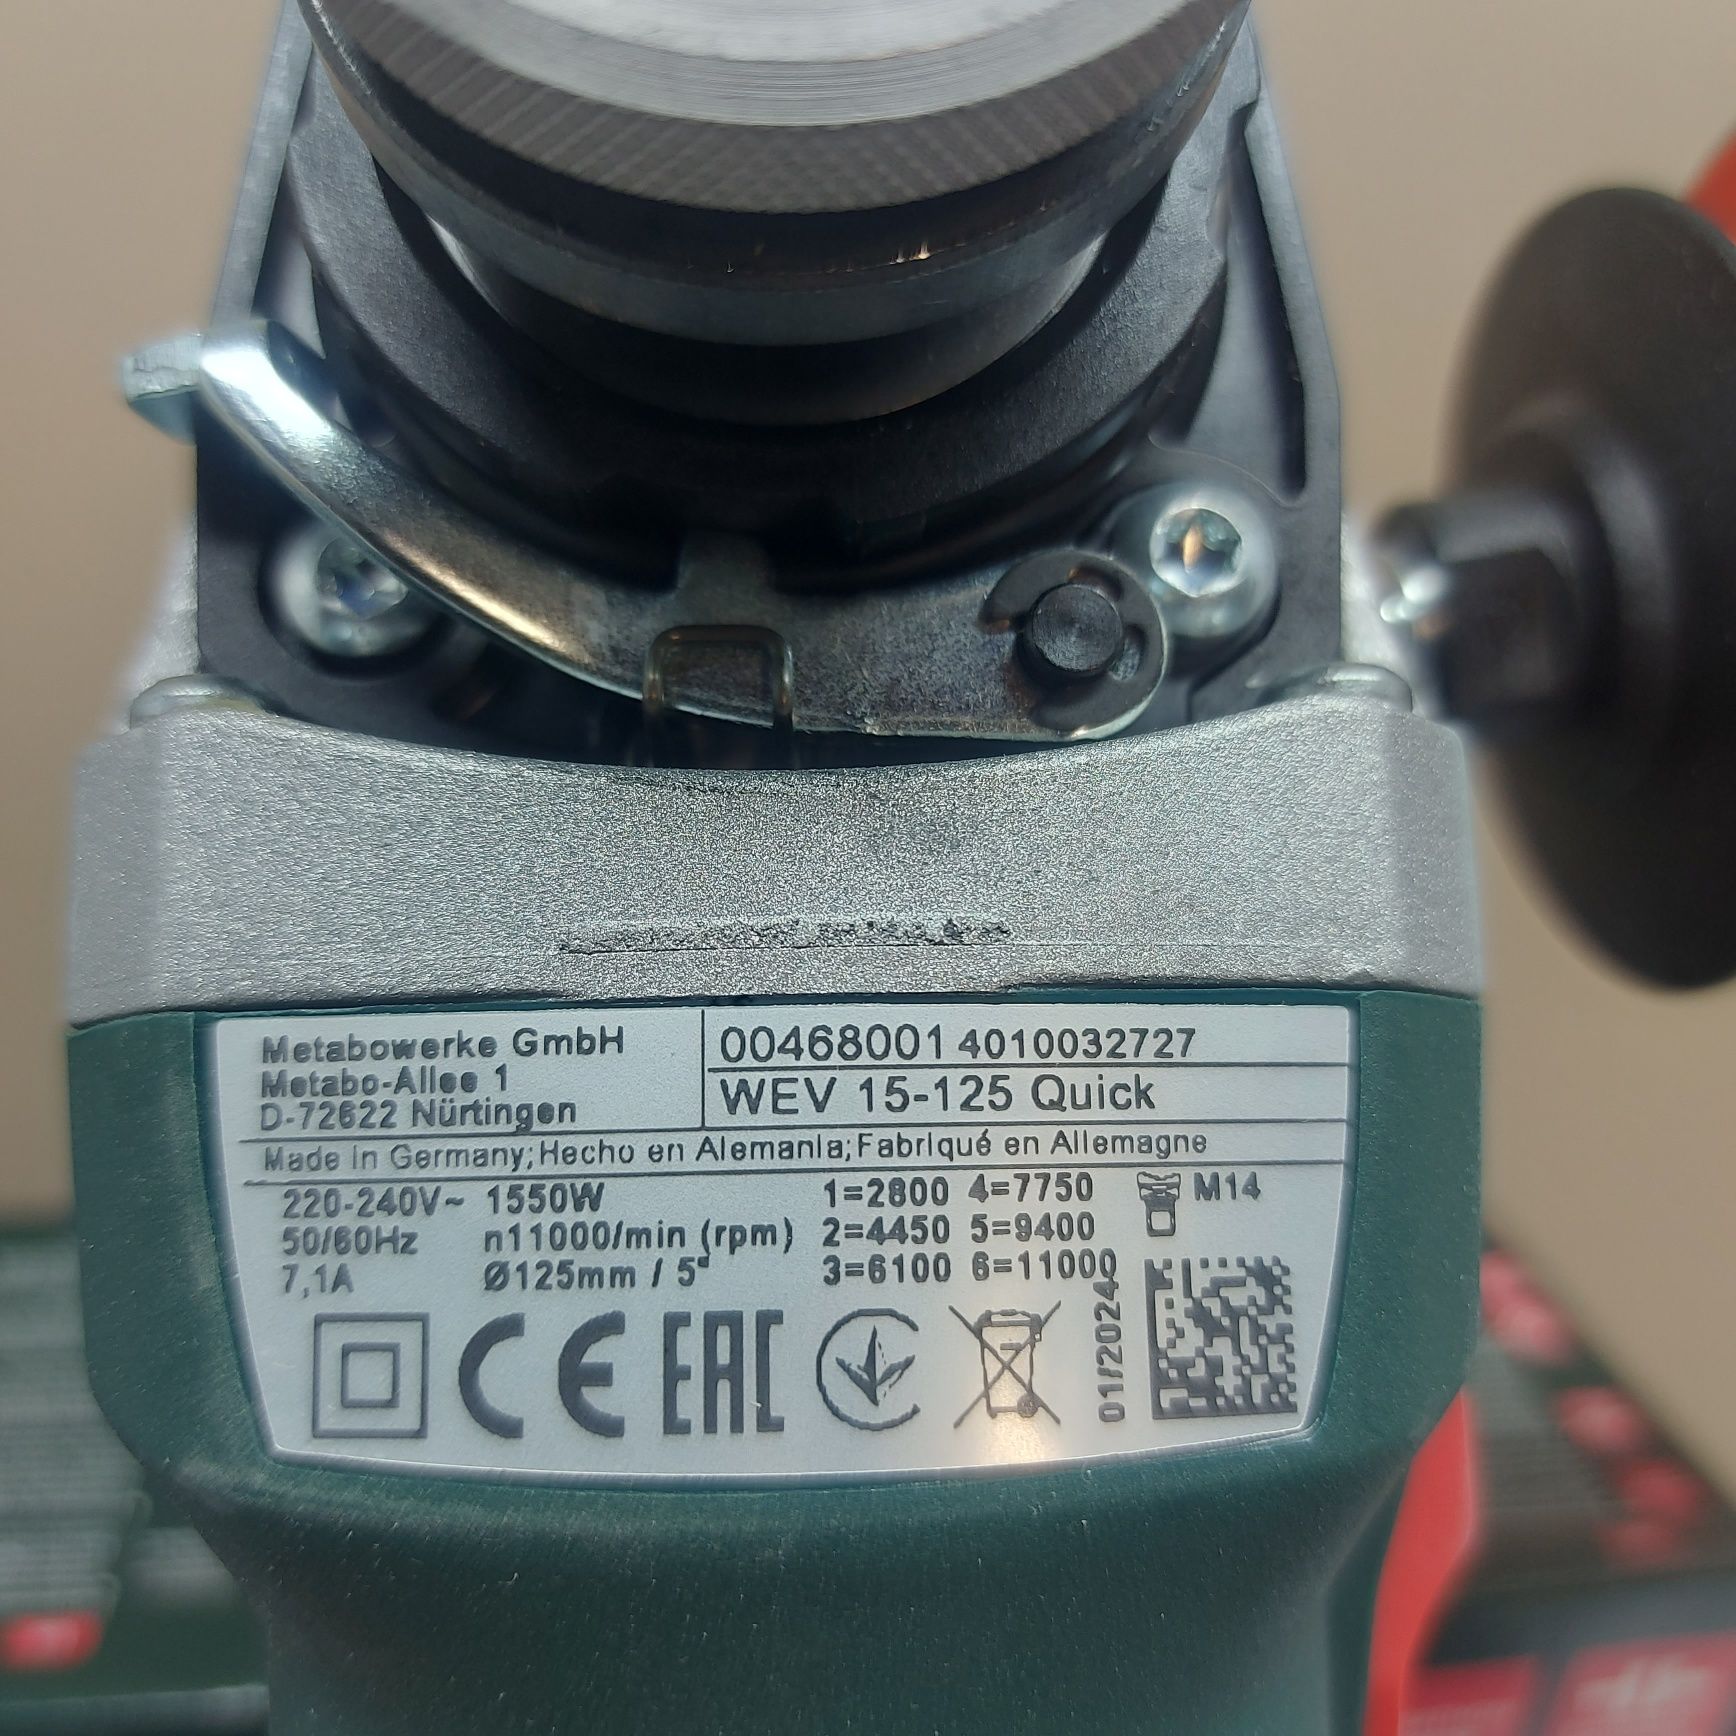 Metabowerke GmbH
Metabo-Allee 1
D-72622 Nürtingen
00468001 4010032727
WEV 15-125 Quick
Made in Germany; Hecho en Alemania; Fabriqué en Allemagne
220-240V~ 1550W
50/60Hz n11000/min (rpm)
7,1A Ø125mm / 5"
1=2800 4=7750
2=4450 5=9400
3=6100 6=11000
M14
CE EAC
01/2024